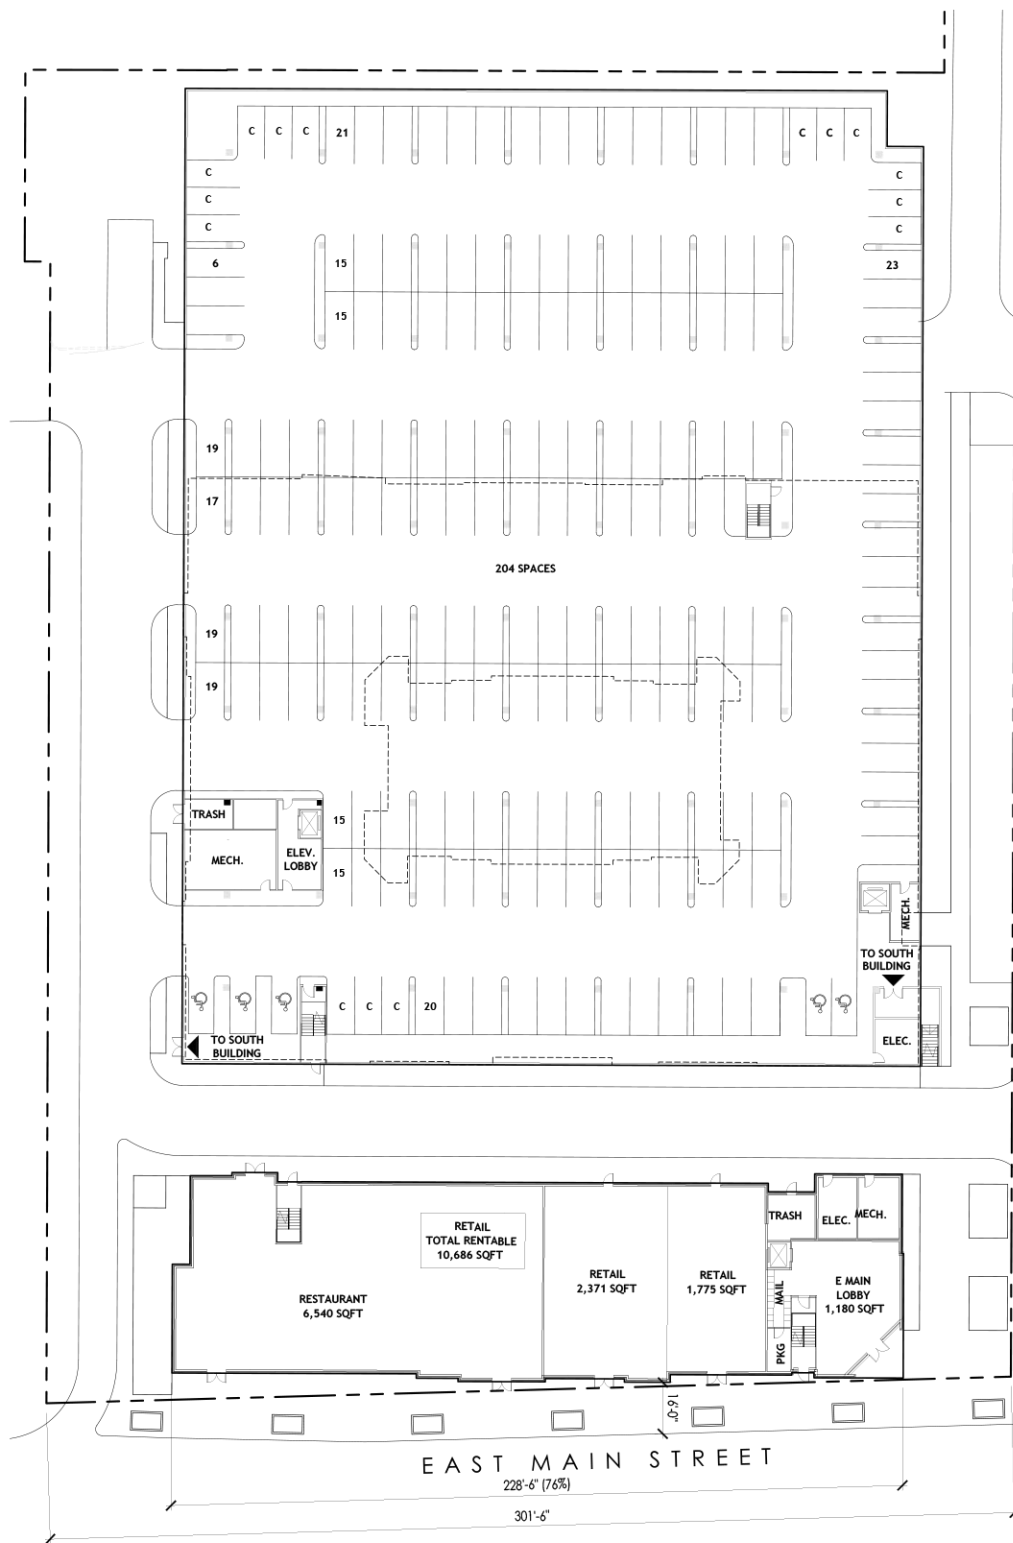 C C C 21 C C C
C
C
C
C
C
C
6
15
23
15
19
17
204 SPACES
19
19
TRASH
15
MECH.
ELEV.
LOBBY
15
MECH.
TO SOUTH
BUILDING
C C C 20
TO SOUTH
BUILDING
ELEC.
TRASH
ELEC.
MECH.
RETAIL
TOTAL RENTABLE
10,686 SQFT
RETAIL
2,371 SQFT
RETAIL
1,775 SQFT
MAIL
E MAIN
LOBBY
1,180 SQFT
RESTAURANT
6,540 SQFT
PKG
16'-0"
EAST MAIN STREET
228'-6" (76%)
301'-6"